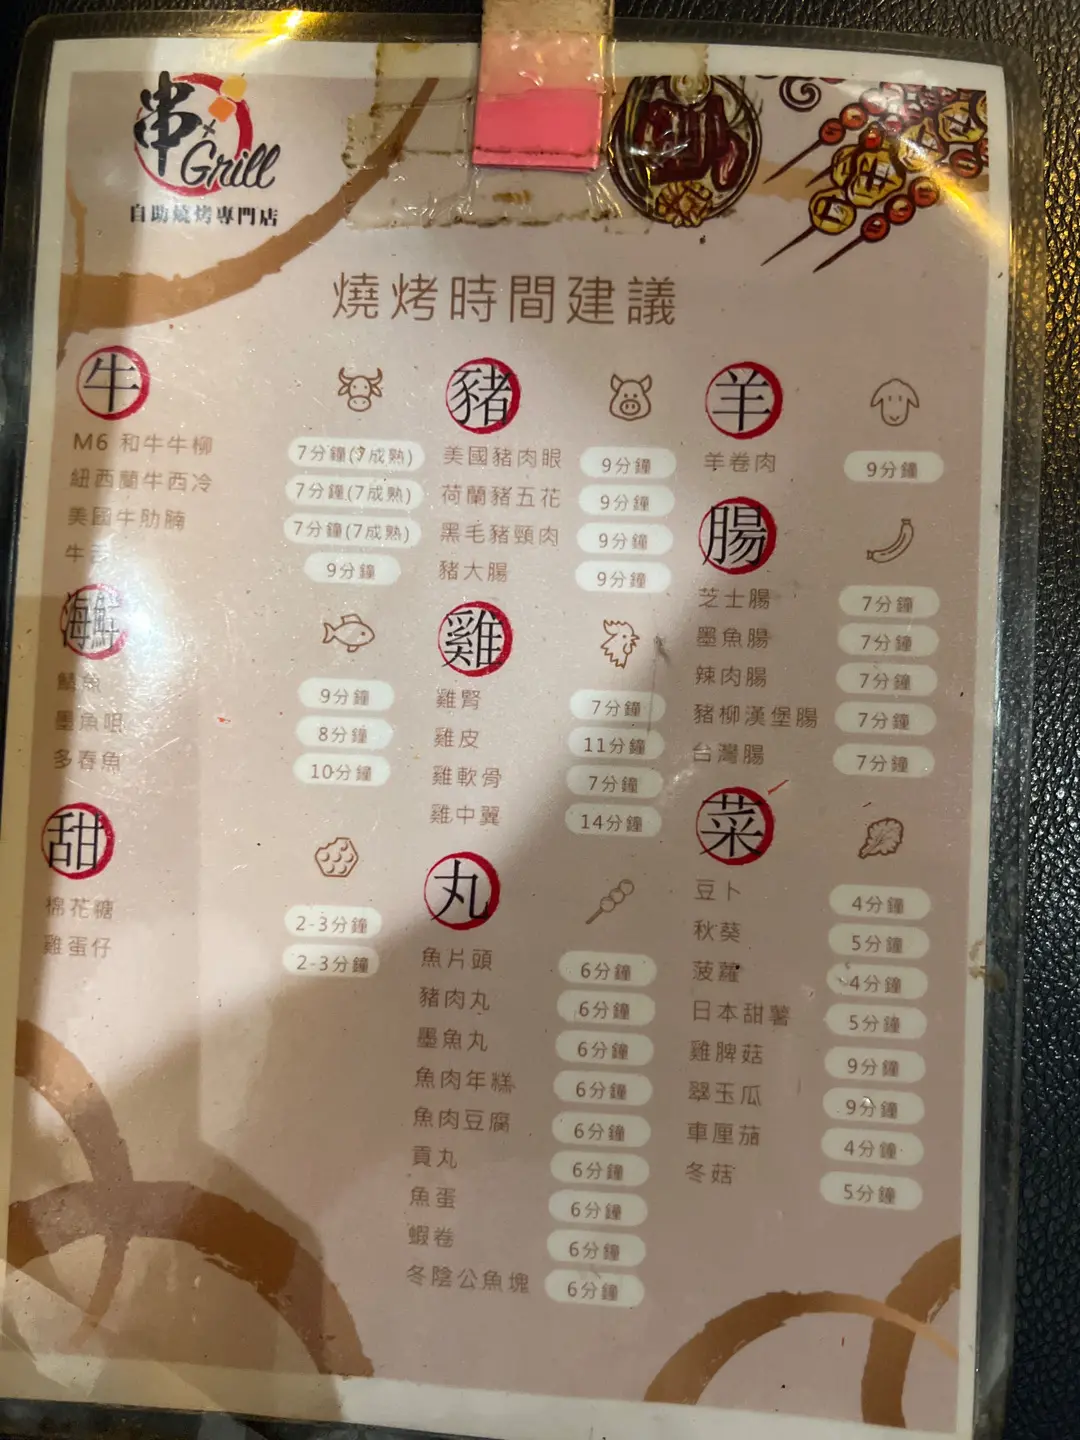 串
× Grill
自助燒烤專門店
燒烤時間建議
牛
M6 和牛牛柳 7分鐘(7成熟)
紐西蘭牛西冷 7分鐘(7成熟)
美國牛肋腩 7分鐘(7成熟)
牛 9分鐘
海鮮
魚 9分鐘
墨魚咀 8分鐘
多春魚 10分鐘
甜
棉花糖 2-3分鐘
雞蛋仔 2-3分鐘
豬
美國豬肉眼 9分鐘
荷蘭豬五花 9分鐘
黑毛豬頸肉 9分鐘
豬大腸 9分鐘
雞
雞腎 7分鐘
雞皮 11分鐘
雞軟骨 7分鐘
雞中翼 14分鐘
丸
魚片頭 6分鐘
豬肉丸 6分鐘
墨魚丸 6分鐘
魚肉年糕 6分鐘
魚肉豆腐 6分鐘
貢丸 6分鐘
魚蛋 6分鐘
蝦卷 6分鐘
冬陰公魚塊 6分鐘
羊
羊卷肉 9分鐘
腸
芝士腸 7分鐘
墨魚腸 7分鐘
辣肉腸 7分鐘
豬柳漢堡腸 7分鐘
台灣腸 7分鐘
菜
豆卜 4分鐘
秋葵 5分鐘
菠蘿 4分鐘
日本甜薯 5分鐘
雞脾菇 9分鐘
翠玉瓜 9分鐘
車厘茄 4分鐘
冬菇 5分鐘